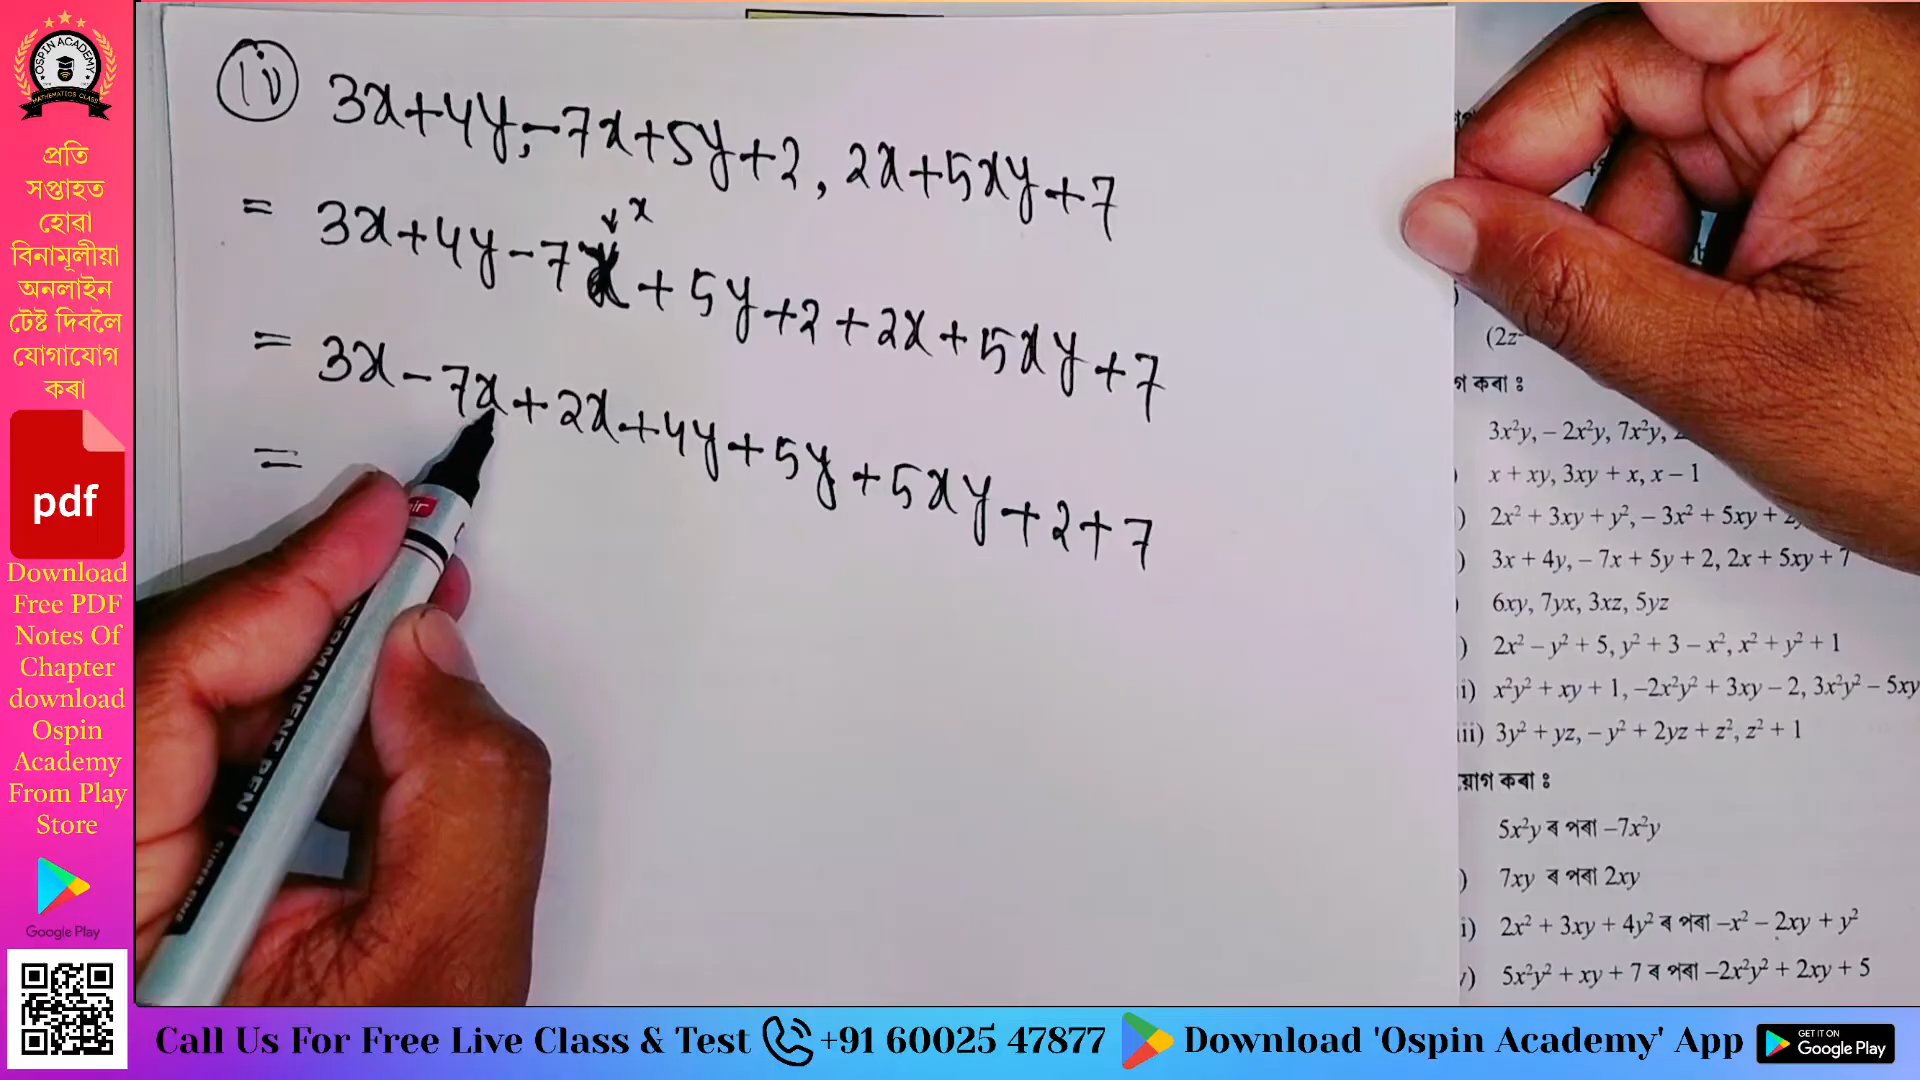 OSPIN ACADEMY
MATHEMATICS CLASS
প্ৰতি
সপ্তাহত
হোৱা
বিনামূলীয়া
অনলাইন
টেষ্ট দিবলৈ
যোগাযোগ
কৰা
pdf
Download
Free PDF
Notes Of
Chapter
download
Ospin
Academy
From Play
Store
Google Play
iv) 3x+4y,-7x+5y+2, 2x+5xy+7
= 3x+4y-7x+5y+2+2x+5xy+7
x
= 3x-7x+2x+4y+5y+5xy+2+7
=
PERMANENT PEN
(2z
গ কৰা ঃ
3x²y, – 2x²y, 7x²y,
) x + xy, 3xy + x, x – 1
) 2x² + 3xy + y², – 3x² + 5xy +
) 3x + 4y, – 7x + 5y + 2, 2x + 5xy + 7
) 6xy, 7yx, 3xz, 5yz
) 2x² – y² + 5, y² + 3 – x², x² + y² + 1
i) x²y² + xy + 1, –2x²y² + 3xy – 2, 3x²y² – 5xy
iii) 3y² + yz, – y² + 2yz + z², z² + 1
য়োগ কৰা ঃ
5x²y ৰ পৰা –7x²y
) 7xy ৰ পৰা 2xy
i) 2x² + 3xy + 4y² ৰ পৰা –x² – 2xy + y²
) 5x²y² + xy + 7 ৰ পৰা –2x²y² + 2xy + 5
Call Us For Free Live Class & Test +91 60025 47877 Download 'Ospin Academy' App
GET IT ON
Google Play